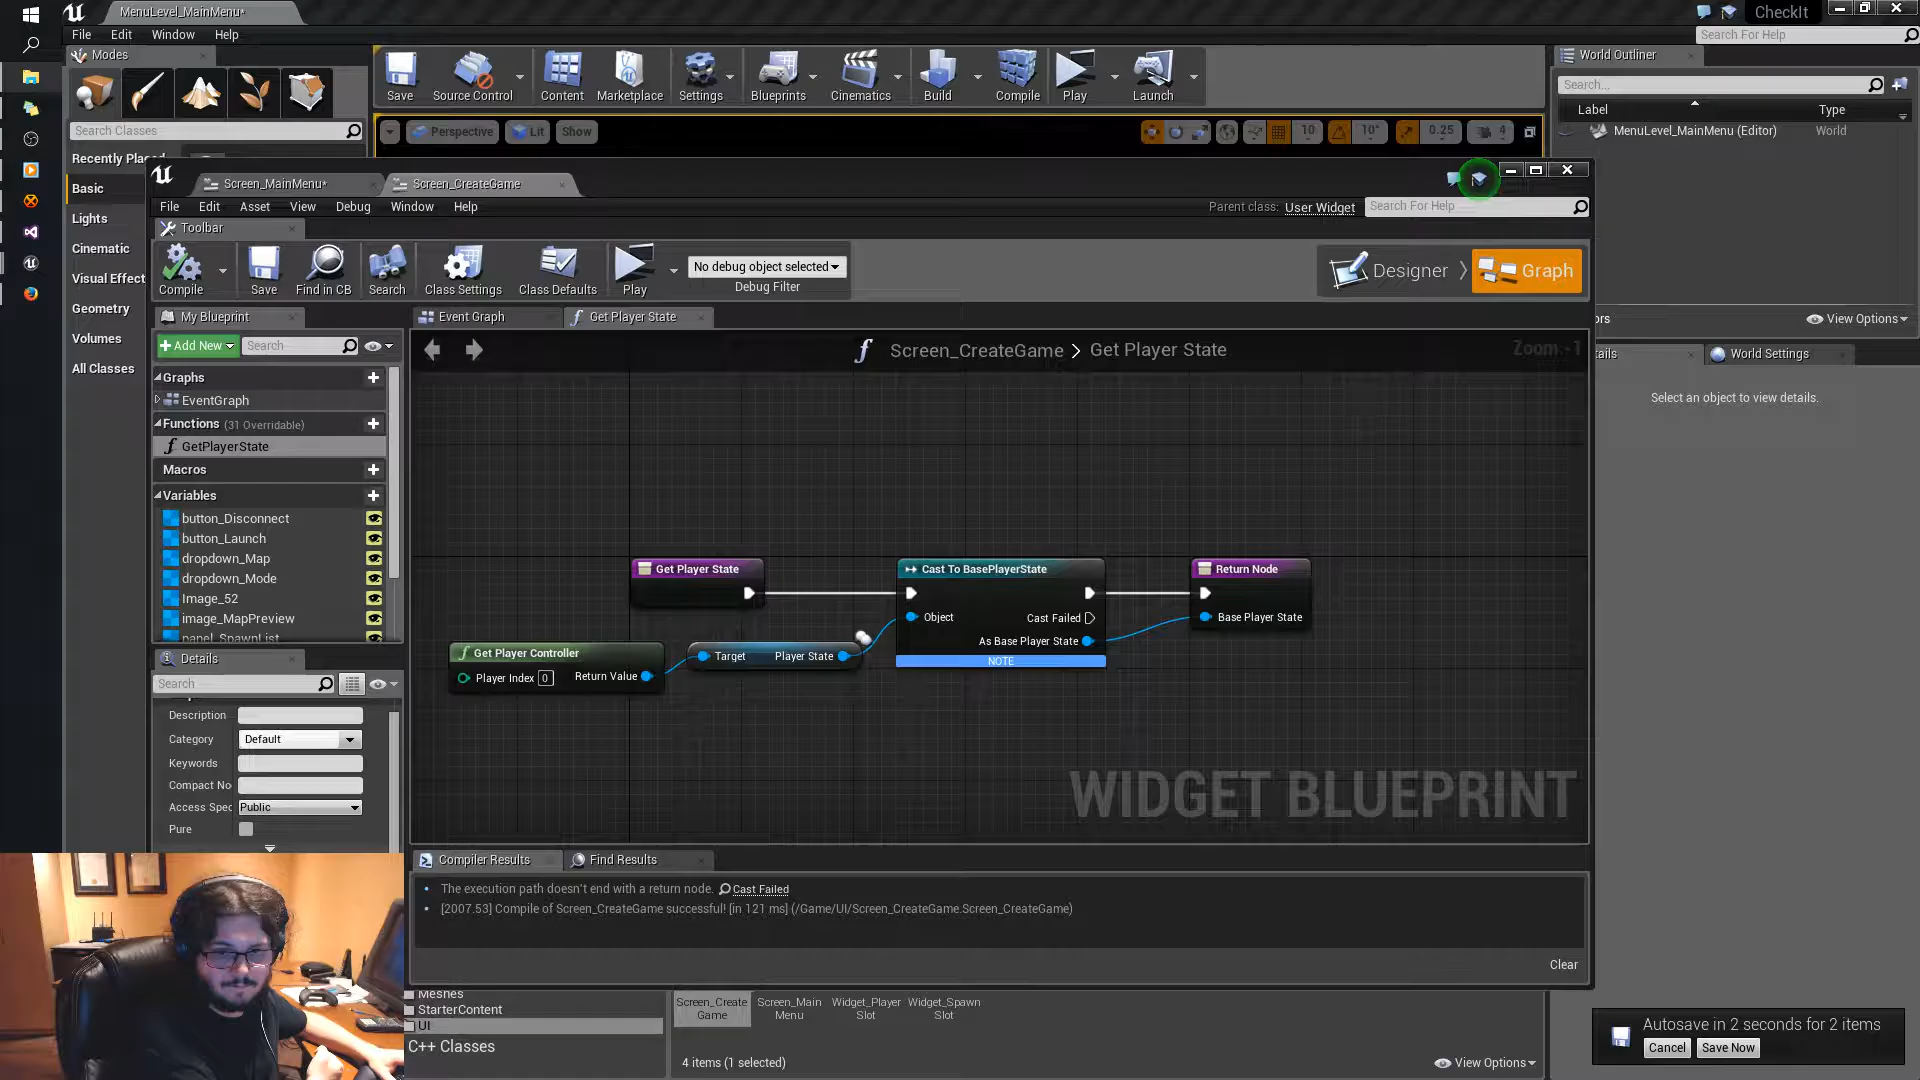 MenuLevel_MainMenu*
CheckIt
File Edit Window Help
Search For Help
Modes
Search Classes
Recently Placed
Basic
Lights
Cinematic
Visual Effect
Geometry
Volumes
All Classes
Save Source Control Content Marketplace Settings Blueprints Cinematics Build Compile Play Launch
Perspective Lit Show
10 10° 0.25 4
World Outliner
Search...
Label Type
MenuLevel_MainMenu (Editor) World
View Options
World Settings
Select an object to view details.
Screen_MainMenu* Screen_CreateGame
File Edit Asset View Debug Window Help
Parent class: User Widget Search For Help
Toolbar
Compile Save Find in CB Search Class Settings Class Defaults Play
No debug object selected
Debug Filter
Designer Graph
My Blueprint
Add New Search
Graphs
EventGraph
Functions (31 Overridable)
GetPlayerState
Macros
Variables
button_Disconnect
button_Launch
dropdown_Map
dropdown_Mode
Image_52
image_MapPreview
panel_SpawnList
Details
Search
Description
Category Default
Keywords
Compact No
Access Spec Public
Pure
Event Graph Get Player State
Screen_CreateGame > Get Player State
Zoom -1
Get Player State
Cast To BasePlayerState
Object
Cast Failed
As Base Player State
NOTE
Return Node
Base Player State
Get Player Controller
Player Index 0 Return Value
Target Player State
WIDGET BLUEPRINT
Compiler Results Find Results
The execution path doesn't end with a return node. Cast Failed
[2007.53] Compile of Screen_CreateGame successful! [in 121 ms] (/Game/UI/Screen_CreateGame.Screen_CreateGame)
Clear
Meshes
StarterContent
UI
C++ Classes
Screen_Create Game
Screen_Main Menu
Widget_Player Slot
Widget_Spawn Slot
4 items (1 selected)
View Options
Autosave in 2 seconds for 2 items
Cancel Save Now